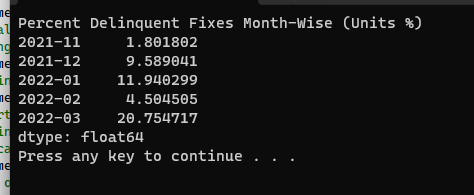 Percent Delinquent Fixes Month-Wise (Units %)
2021-11 1.801802
2021-12 9.589041
2022-01 11.940299
2022-02 4.504505
2022-03 20.754717
dtype: float64
Press any key to continue . . .